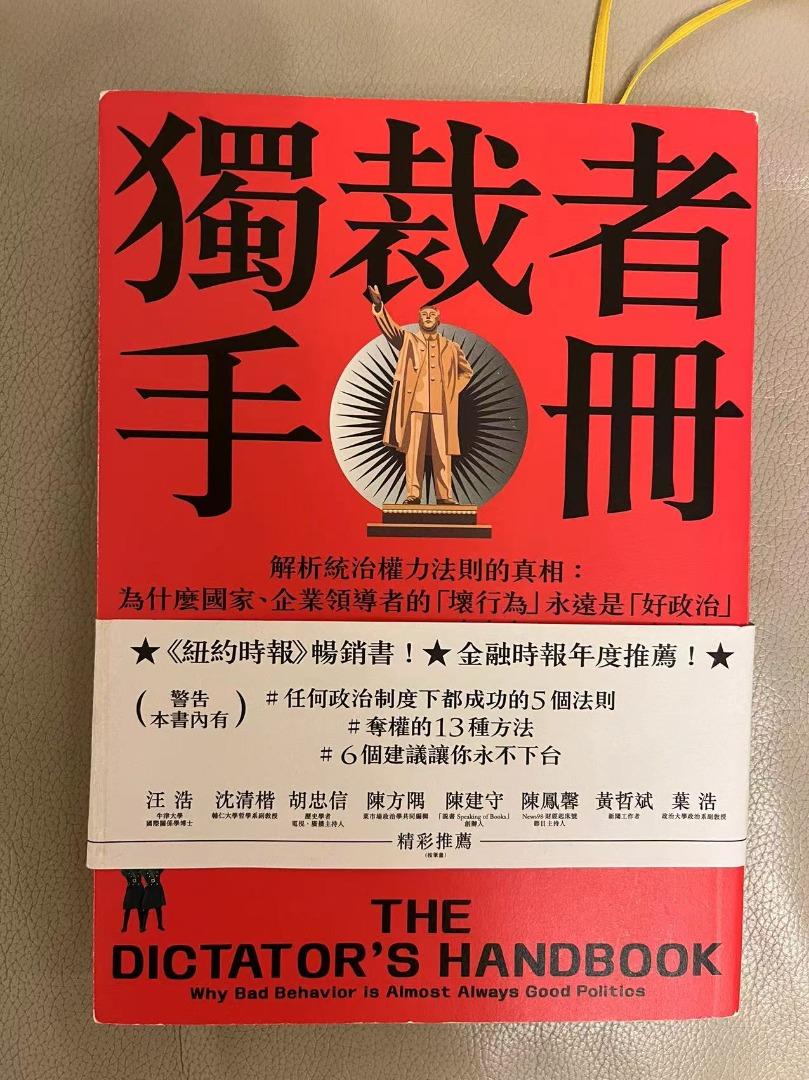 獨裁者
手冊
解析統治權力法則的真相：
為什麼國家、企業領導者的「壞行為」永遠是「好政治」
★《紐約時報》暢銷書！★金融時報年度推薦！★
（警告
本書內有）
#任何政治制度下都成功的5個法則
#奪權的13種方法
#6個建議讓你永不下台
汪浩 沈清楷 胡忠信 陳方隅 陳建守 陳鳳馨 黃哲斌 葉浩
牛津大學 國際關係學博士 輔仁大學哲學系副教授 歷史學者 電視、廣播主持人 菜市場政治學共同編輯 「說書 Speaking of Books」創辦人 News98 財經起床號 節目主持人 新聞工作者 政治大學政治系副教授
精彩推薦
(按筆畫)
THE
DICTATOR'S HANDBOOK
Why Bad Behavior is Almost Always Good Politics